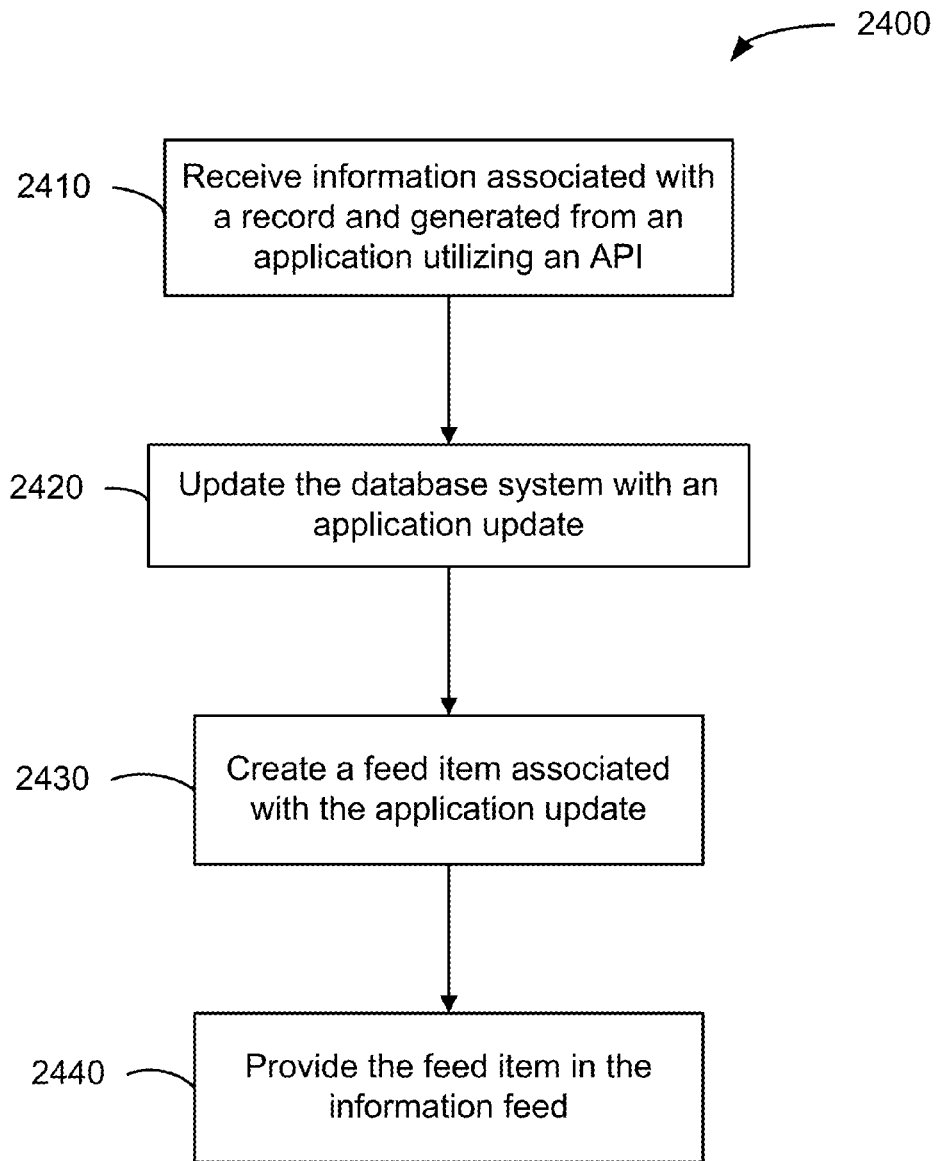 2400
2410
Receive information associated with
a record and generated from an
application utilizing an API
2420
Update the database system with an
application update
2430
Create a feed item associated
with the application update
2440
Provide the feed item in the
information feed